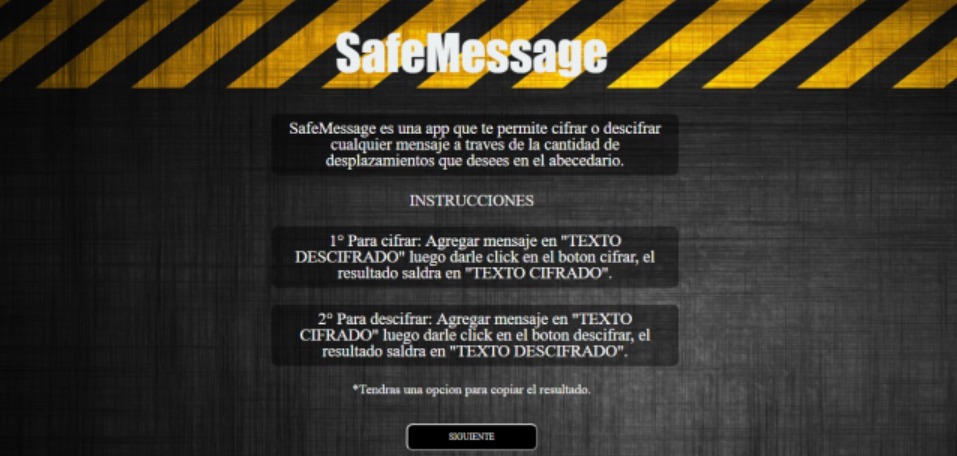 SafeMessage
SafeMessage es una app que te permite cifrar o descifrar
cualquier mensaje a traves de la cantidad de
desplazamientos que desees en el abecedario.
INSTRUCCIONES
1° Para cifrar: Agregar mensaje en "TEXTO
DESCIFRADO" luego darle click en el boton cifrar, el
resultado saldra en "TEXTO CIFRADO".
2° Para descifrar: Agregar mensaje en "TEXTO
CIFRADO" luego darle click en el boton descifrar, el
resultado saldra en "TEXTO DESCIFRADO".
*Tendras una opcion para copiar el resultado.
SIGUIENTE